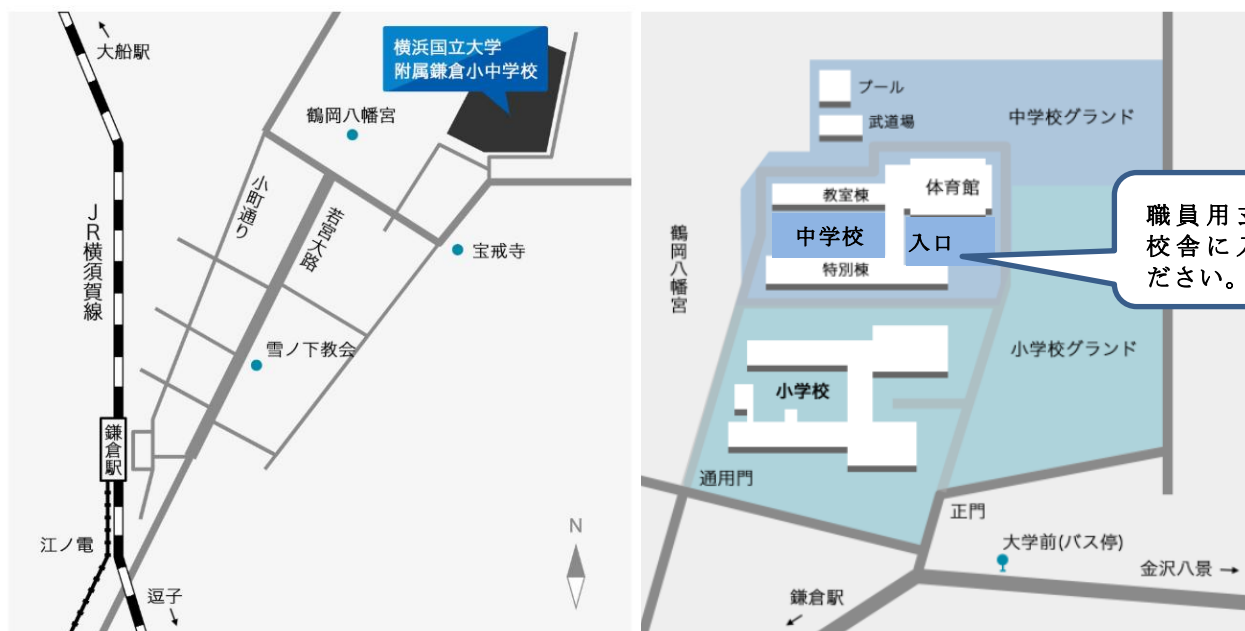 大船駅
横浜国立大学
附属鎌倉小中学校
鶴岡八幡宮
小町通り
若宮大路
宝戒寺
JR横須賀線
雪ノ下教会
鎌倉駅
江ノ電
逗子
N
プール
武道場
中学校グランド
教室棟
体育館
中学校
入口
特別棟
鶴岡八幡宮
職員用
校舎に
ださい。
小学校グランド
小学校
通用門
正門
大学前(バス停)
金沢八景
鎌倉駅